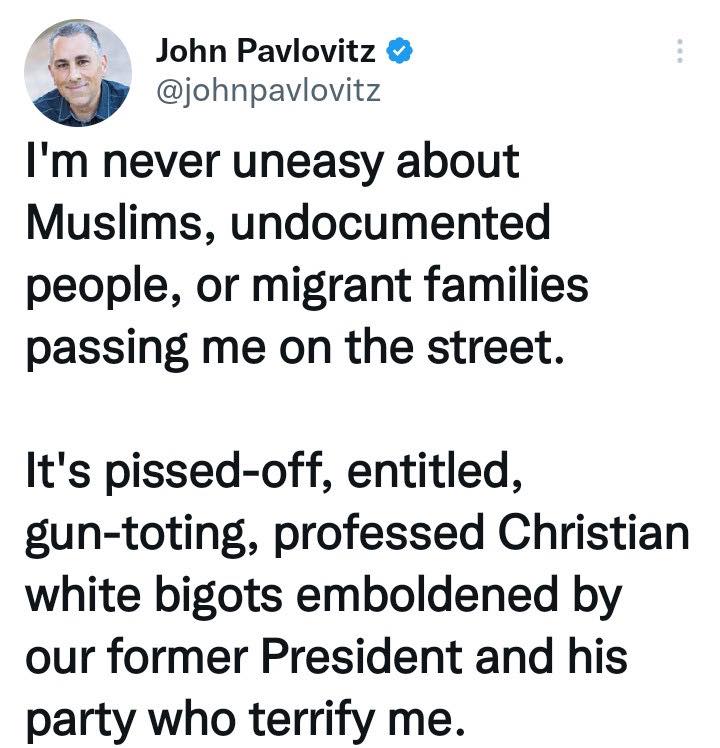 John Pavlovitz
@johnpavlovitz
I'm never uneasy about
Muslims, undocumented
people, or migrant families
passing me on the street.
It's pissed-off, entitled,
gun-toting, professed Christian
white bigots emboldened by
our former President and his
party who terrify me.